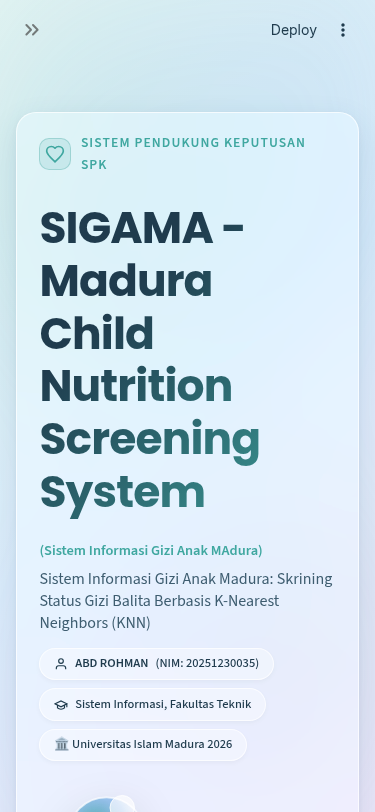 Deploy
SISTEM PENDUKUNG KEPUTUSAN
SPK
SIGAMA -
Madura
Child
Nutrition
Screening
System
(Sistem Informasi Gizi Anak MAdura)
Sistem Informasi Gizi Anak Madura: Skrining
Status Gizi Balita Berbasis K-Nearest
Neighbors (KNN)
ABD ROHMAN (NIM: 20251230035)
Sistem Informasi, Fakultas Teknik
Universitas Islam Madura 2026